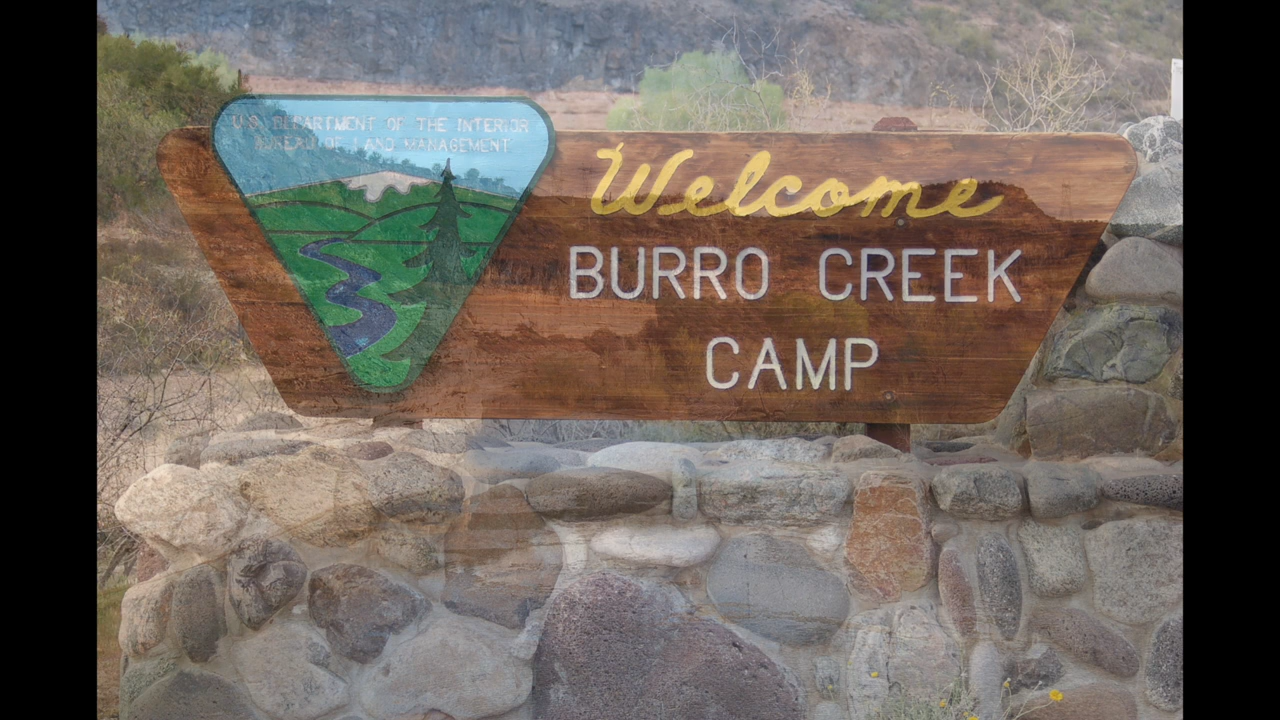 U.S. DEPARTMENT OF THE INTERIOR
BUREAU OF LAND MANAGEMENT
Welcome
BURRO CREEK
CAMP